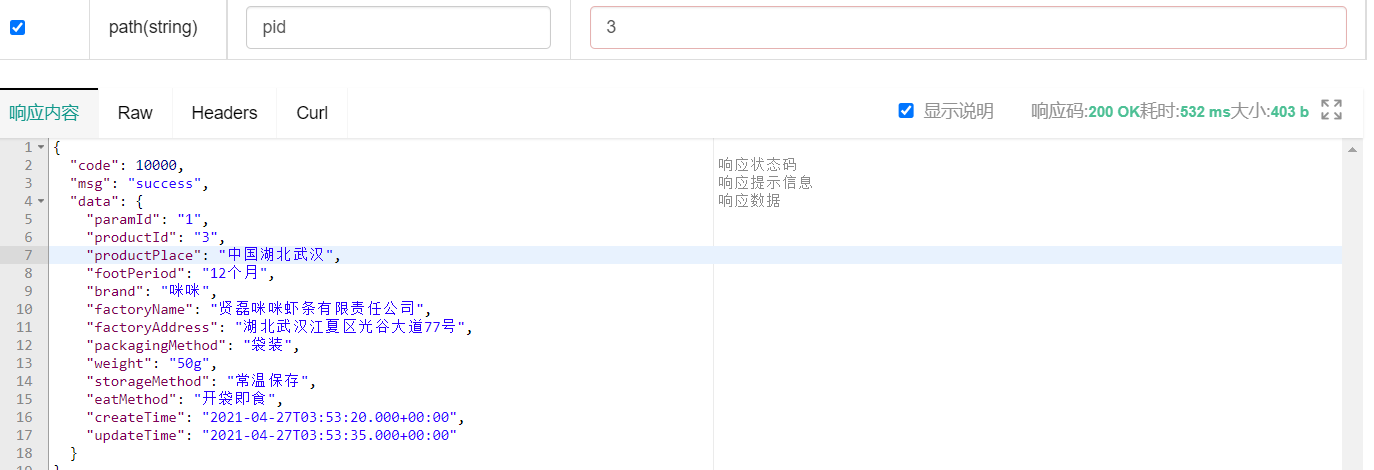 path(string) pid 3
响应内容 Raw Headers Curl 显示说明 响应码:200 OK耗时:532 ms大小:403 b
1 {
2 "code": 10000, 响应状态码
3 "msg": "success", 响应提示信息
4 "data": { 响应数据
5 "paramId": "1",
6 "productId": "3",
7 "productPlace": "中国湖北武汉",
8 "footPeriod": "12个月",
9 "brand": "咪咪",
10 "factoryName": "贤磊咪咪虾条有限责任公司",
11 "factoryAddress": "湖北武汉江夏区光谷大道77号",
12 "packagingMethod": "袋装",
13 "weight": "50g",
14 "storageMethod": "常温保存",
15 "eatMethod": "开袋即食",
16 "createTime": "2021-04-27T03:53:20.000+00:00",
17 "updateTime": "2021-04-27T03:53:35.000+00:00"
18 }
19 }